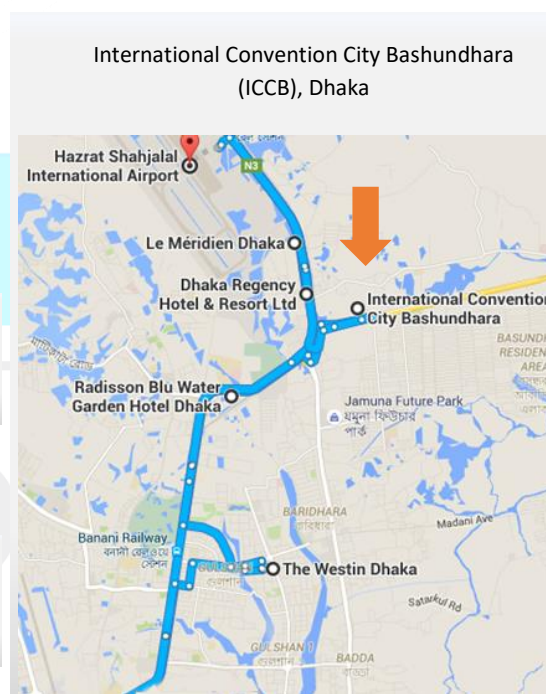 International Convention City Bashundhara
(ICCB), Dhaka
Hazrat Shahjalal
International Airport
N3
Le Méridien Dhaka
Dhaka Regency
Hotel & Resort Ltd
International Convention
City Bashundhara
BASUNDH
RESIDEN
AREA
Radisson Blu Water
Garden Hotel Dhaka
Jamuna Future Park
যমুনা ফিউচার
পার্ক
BARIDHARA
বারিধারা
Madani Ave
Banani Railway
বনানী রেলওয়ে
স্টেশন
গুলশান
The Westin Dhaka
Satarkul Rd
GULSHAN 1
গুলশান ১
BADDA
বাড্ডা